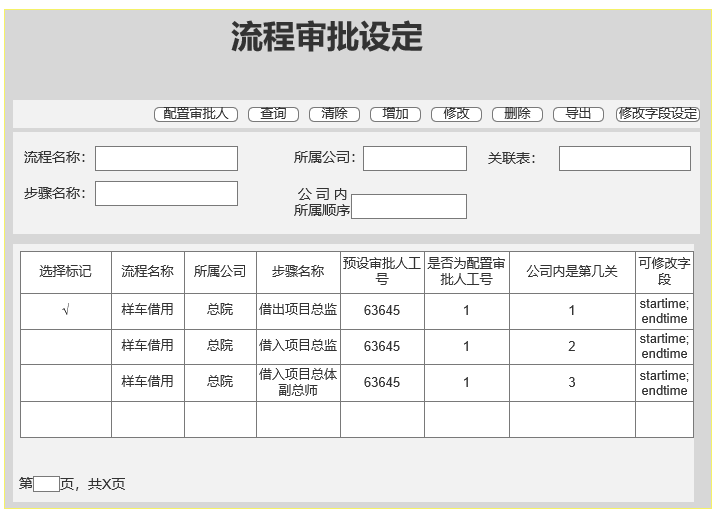 流程审批设定
配置审批人 查询 清除 增加 修改 删除 导出 修改字段设定
流程名称： 所属公司： 关联表：
步骤名称： 公 司 内
所属顺序
选择标记 流程名称 所属公司 步骤名称 预设审批人工号 是否为配置审批人工号 公司内是第几关 可修改字段
√ 样车借用 总院 借出项目总监 63645 1 1 startime; endtime
样车借用 总院 借入项目总监 63645 1 2 startime; endtime
样车借用 总院 借入项目总体副总师 63645 1 3 startime; endtime
第 页，共X页